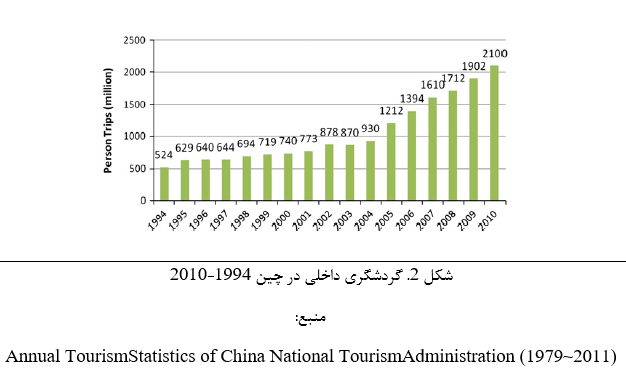 2500
2000
1500
1000
500
0
Person Trips (million)
524 629 640 644 694 719 740 773 878 870 930 1212 1394 1610 1712 1902 2100
1994 1995 1996 1997 1998 1999 2000 2001 2002 2003 2004 2005 2006 2007 2008 2009 2010
شکل 2. گردشگری داخلی در چین 1994-2010
منبع:
Annual TourismStatistics of China National TourismAdministration (1979~2011)